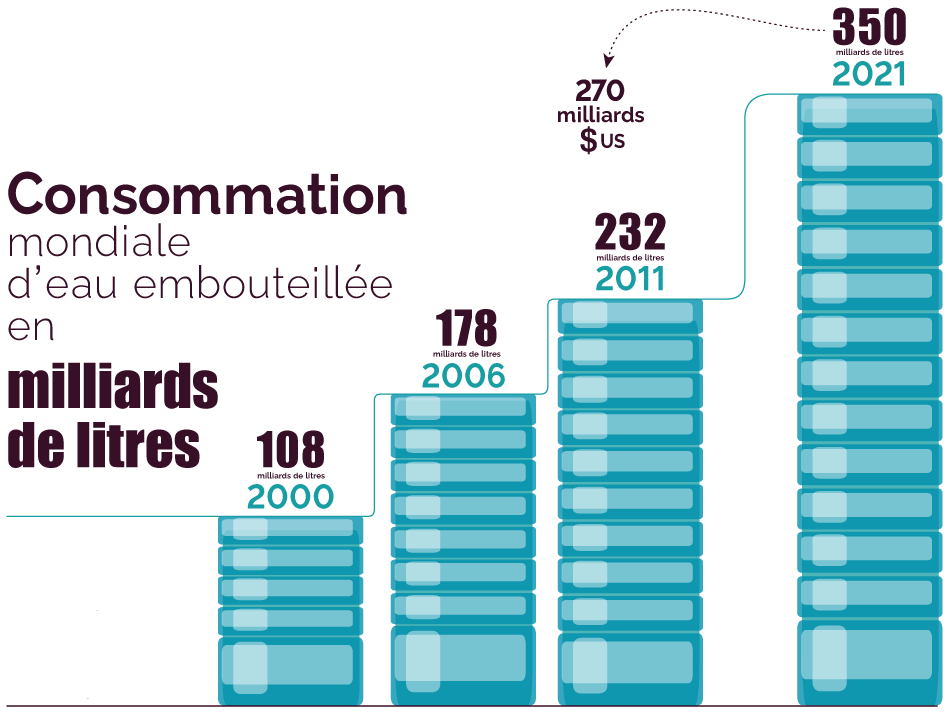 Consommation
mondiale
d'eau embouteillée
en
milliards
de litres
108
milliards de litres
2000
178
milliards de litres
2006
232
milliards de litres
2011
350
milliards de litres
2021
270
milliards
$ US